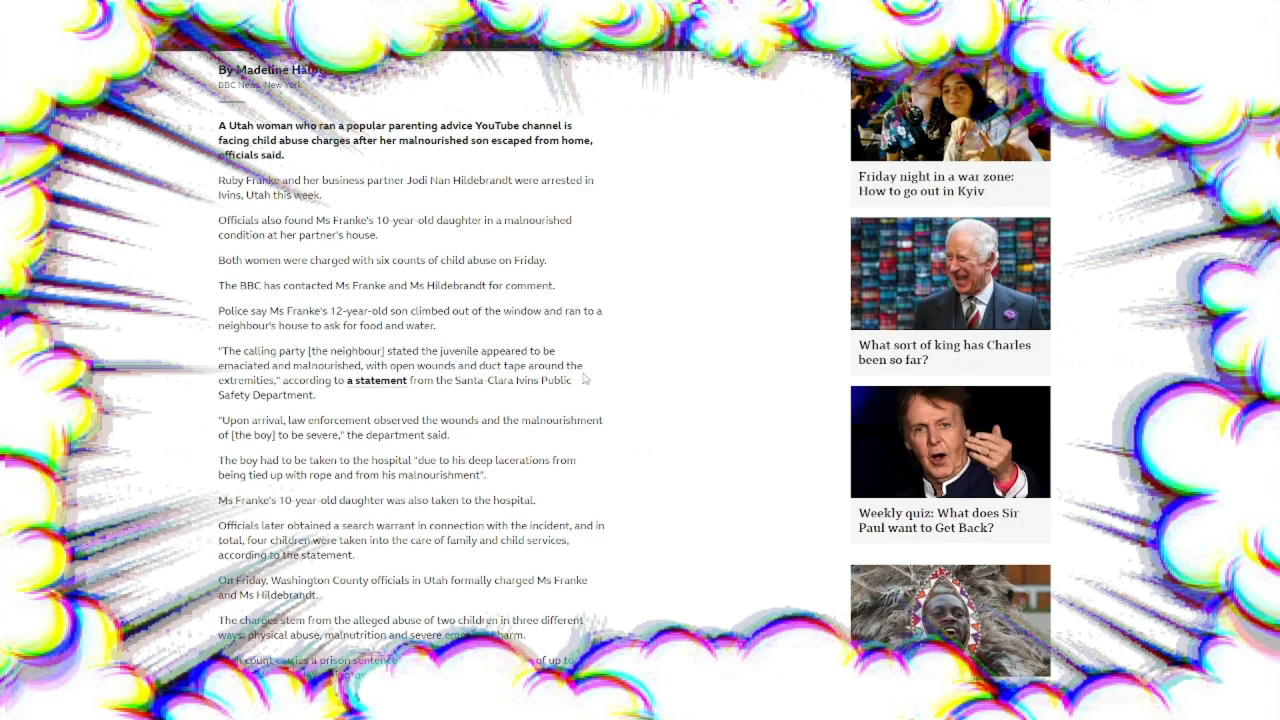 By Madeline Hal
BBC News, New York
A Utah woman who ran a popular parenting advice YouTube channel is
facing child abuse charges after her malnourished son escaped from home,
officials said.
Ruby Franke and her business partner Jodi Nan Hildebrandt were arrested in
Ivins, Utah this week.
Officials also found Ms Franke's 10-year-old daughter in a malnourished
condition at her partner's house.
Both women were charged with six counts of child abuse on Friday.
The BBC has contacted Ms Franke and Ms Hildebrandt for comment.
Police say Ms Franke's 12-year-old son climbed out of the window and ran to a
neighbour's house to ask for food and water.
"The calling party [the neighbour] stated the juvenile appeared to be
emaciated and malnourished, with open wounds and duct tape around the
extremities," according to a statement from the Santa-Clara Ivins Public
Safety Department.
"Upon arrival, law enforcement observed the wounds and the malnourishment
of [the boy] to be severe," the department said.
The boy had to be taken to the hospital "due to his deep lacerations from
being tied up with rope and from his malnourishment".
Ms Franke's 10-year-old daughter was also taken to the hospital.
Officials later obtained a search warrant in connection with the incident, and in
total, four children were taken into the care of family and child services,
according to the statement.
On Friday, Washington County officials in Utah formally charged Ms Franke
and Ms Hildebrandt.
The charges stem from the alleged abuse of two children in three different
ways: physical abuse, malnutrition and severe harm.
count carries a prison sentence of up to
Friday night in a war zone:
How to go out in Kyiv
What sort of king has Charles
been so far?
Weekly quiz: What does Sir
Paul want to Get Back?